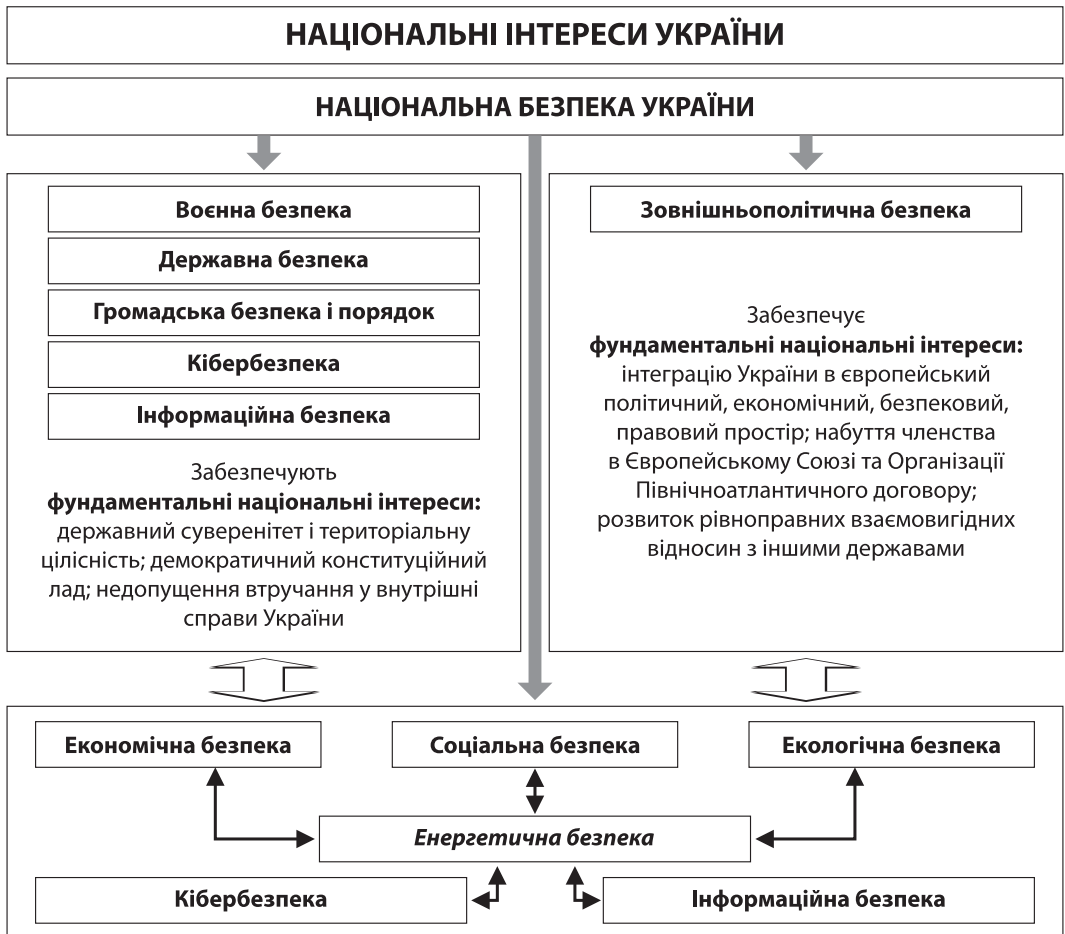 НАЦІОНАЛЬНІ ІНТЕРЕСИ УКРАЇНИ
НАЦІОНАЛЬНА БЕЗПЕКА УКРАЇНИ
Воєнна безпека
Державна безпека
Громадська безпека і порядок
Кібербезпека
Інформаційна безпека
Забезпечують
фундаментальні національні інтереси:
державний суверенітет і територіальну
цілісність; демократичний конституційний
лад; недопущення втручання у внутрішні
справи України
Зовнішньополітична безпека
Забезпечує
фундаментальні національні інтереси:
інтеграцію України в європейський
політичний, економічний, безпековий,
правовий простір; набуття членства
в Європейському Союзі та Організації
Північноатлантичного договору;
розвиток рівноправних взаємовигідних
відносин з іншими державами
Економічна безпека
Соціальна безпека
Екологічна безпека
Енергетична безпека
Кібербезпека
Інформаційна безпека